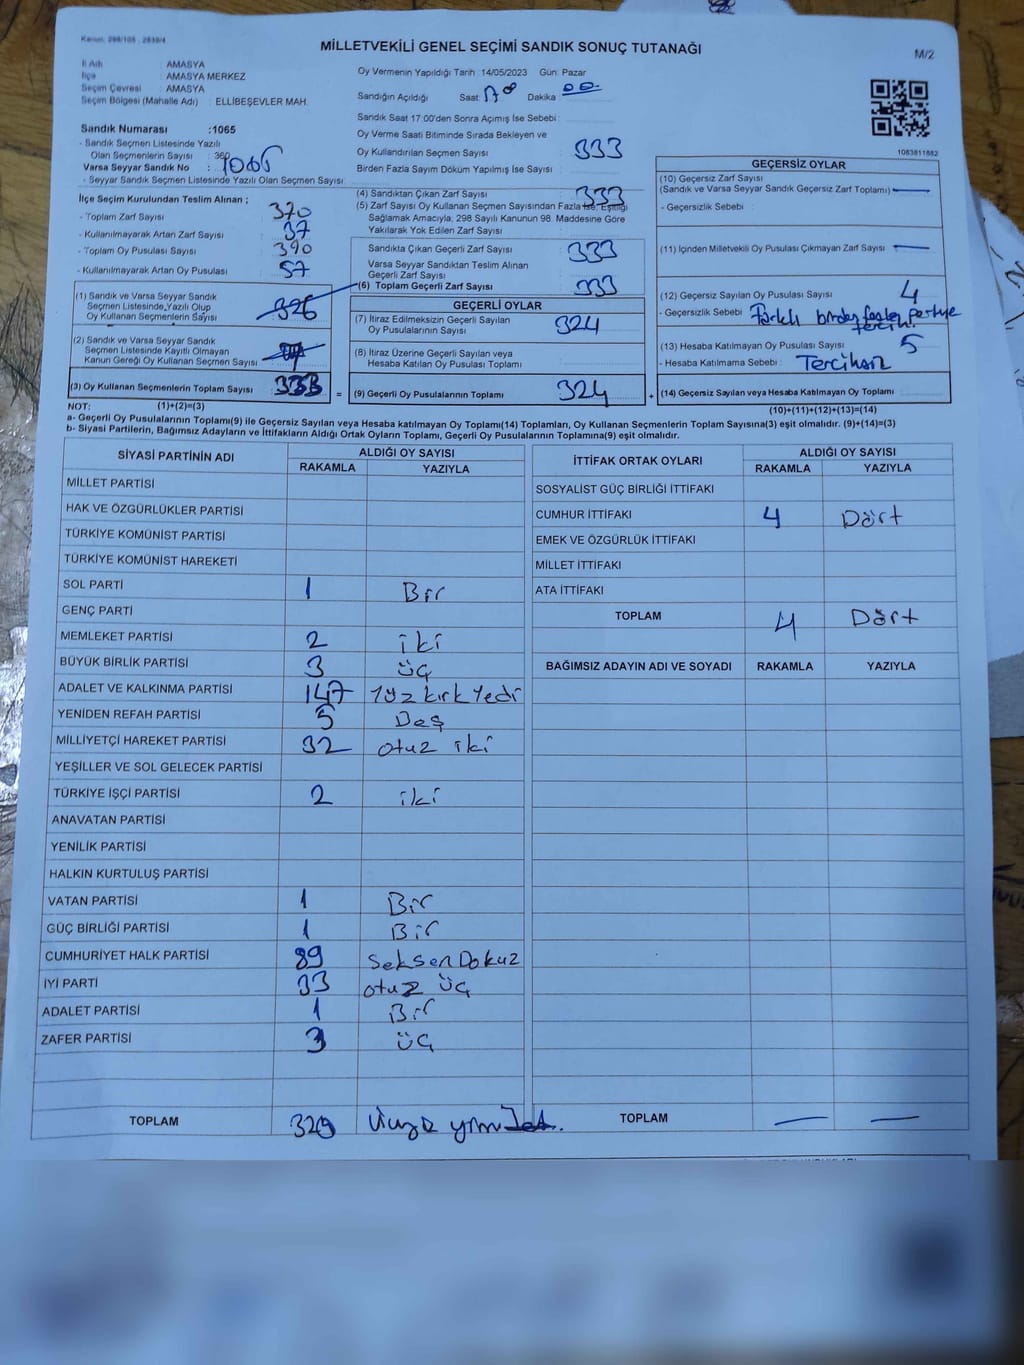 Kanun: 298/105 , 2839/4
MİLLETVEKİLİ GENEL SEÇİMİ SANDIK SONUÇ TUTANAĞI
M/2
İl Adı : AMASYA
İlçe : AMASYA MERKEZ
Seçim Çevresi : AMASYA
Seçim Bölgesi (Mahalle Adı) : ELLİBEŞEVLER MAH.
Sandık Numarası :1065
- Sandık Seçmen Listesinde Yazılı
Olan Seçmenlerin Sayısı : 360
Varsa Seyyar Sandık No :
- Seyyar Sandık Seçmen Listesinde Yazılı Olan Seçmen Sayısı :
İlçe Seçim Kurulundan Teslim Alınan ;
- Toplam Zarf Sayısı : 370
- Kullanılmayarak Artan Zarf Sayısı : 37
- Toplam Oy Pusulası Sayısı : 390
- Kullanılmayarak Artan Oy Pusulası : 57
(1) Sandık ve Varsa Seyyar Sandık
Seçmen Listesinde Yazılı Olup
Oy Kullanan Seçmenlerin Sayısı 326
(2) Sandık ve Varsa Seyyar Sandık
Seçmen Listesinde Kayıtlı Olmayan
Kanun Gereği Oy Kullanan Seçmen Sayısı
(3) Oy Kullanan Seçmenlerin Toplam Sayısı 333
Oy Vermenin Yapıldığı Tarih : 14/05/2023 Gün: Pazar
Sandığın Açıldığı Saat: Dakika : 00
Sandık Saat 17:00'den Sonra Açımış İse Sebebi :
Oy Verme Saati Bitiminde Sırada Bekleyen ve
Oy Kullandırılan Seçmen Sayısı 333
Birden Fazla Sayım Döküm Yapılmış İse Sayısı :
(4) Sandıktan Çıkan Zarf Sayısı : 333
(5) Zarf Sayısı Oy Kullanan Seçmen Sayısından Fazla İse, Eşitliği
Sağlamak Amacıyla; 298 Sayılı Kanunun 98. Maddesine Göre
Yakılarak Yok Edilen Zarf Sayısı :
Sandıkta Çıkan Geçerli Zarf Sayısı : 333
Varsa Seyyar Sandıktan Teslim Alınan
Geçerli Zarf Sayısı :
(6) Toplam Geçerli Zarf Sayısı : 333
GEÇERLİ OYLAR
(7) İtiraz Edilmeksizin Geçerli Sayılan
Oy Pusulalarının Sayısı : 324
(8) İtiraz Üzerine Geçerli Sayılan veya
Hesaba Katılan Oy Pusulası Toplamı :
= (9) Geçerli Oy Pusulalarının Toplamı : 324 +
1083811882
GEÇERSİZ OYLAR
(10) Geçersiz Zarf Sayısı
(Sandık ve Varsa Seyyar Sandık Geçersiz Zarf Toplamı) :
- Geçersizlik Sebebi :
(11) İçinden Milletvekili Oy Pusulası Çıkmayan Zarf Sayısı :
(12) Geçersiz Sayılan Oy Pusulası Sayısı : 4
- Geçersizlik Sebebi : Farklı birden fazla partiye
tercih.
(13) Hesaba Katılmayan Oy Pusulası Sayısı : 5
- Hesaba Katılmama Sebebi : Tercihsiz
(14) Geçersiz Sayılan veya Hesaba Katılmayan Oy Toplamı :
NOT: (1)+(2)=(3)
(10)+(11)+(12)+(13)=(14)
a- Geçerli Oy Pusulalarının Toplamı(9) ile Geçersiz Sayılan veya Hesaba katılmayan Oy Toplamı(14) Toplamları, Oy Kullanan Seçmenlerin Toplam Sayısına(3) eşit olmalıdır. (9)+(14)=(3)
b- Siyasi Partilerin, Bağımsız Adayların ve İttifakların Aldığı Ortak Oyların Toplamı, Geçerli Oy Pusulalarının Toplamına(9) eşit olmalıdır.
SİYASİ PARTİNİN ADI ALDIĞI OY SAYISI
RAKAMLA YAZIYLA
MİLLET PARTİSİ
HAK VE ÖZGÜRLÜKLER PARTİSİ
TÜRKİYE KOMÜNİST PARTİSİ
TÜRKİYE KOMÜNİST HAREKETİ
SOL PARTİ 1 Bir
GENÇ PARTİ
MEMLEKET PARTİSİ 2 iki
BÜYÜK BİRLİK PARTİSİ 3 üç
ADALET VE KALKINMA PARTİSİ 147 Yüz kırk yedi
YENİDEN REFAH PARTİSİ 5 Beş
MİLLİYETÇİ HAREKET PARTİSİ 32 otuz iki
YEŞİLLER VE SOL GELECEK PARTİSİ
TÜRKİYE İŞÇİ PARTİSİ 2 iki
ANAVATAN PARTİSİ
YENİLİK PARTİSİ
HALKIN KURTULUŞ PARTİSİ
VATAN PARTİSİ 1 Bir
GÜÇ BİRLİĞİ PARTİSİ 1 Bir
CUMHURİYET HALK PARTİSİ 89 SeksenDokuz
İYİ PARTİ 33 otuz üç
ADALET PARTİSİ 1 Bir
ZAFER PARTİSİ 3 üç
TOPLAM 320
İTTİFAK ORTAK OYLARI ALDIĞI OY SAYISI
RAKAMLA YAZIYLA
SOSYALİST GÜÇ BİRLİĞİ İTTİFAKI
CUMHUR İTTİFAKI 4 Dört
EMEK VE ÖZGÜRLÜK İTTİFAKI
MİLLET İTTİFAKI
ATA İTTİFAKI
TOPLAM 4 Dört
BAĞIMSIZ ADAYIN ADI VE SOYADI RAKAMLA YAZIYLA
TOPLAM